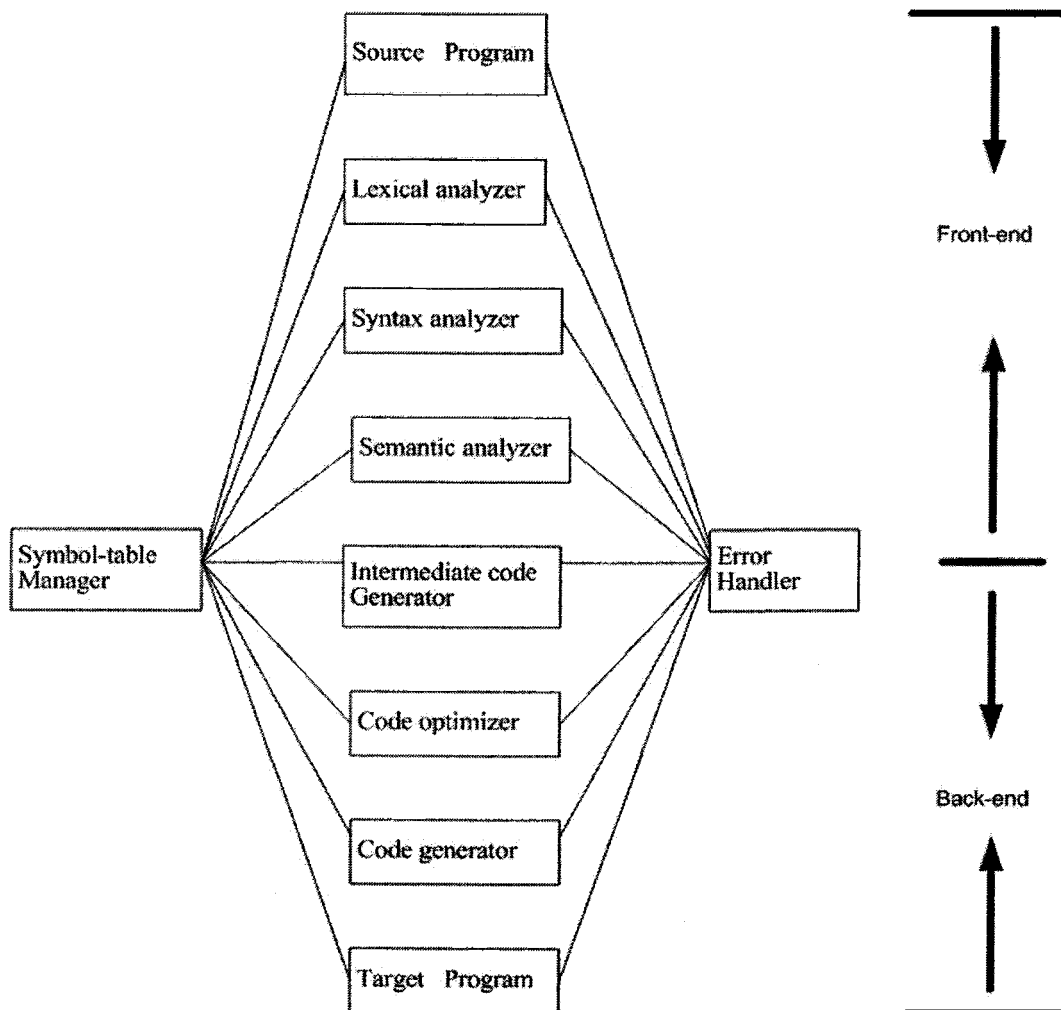 Source Program
Lexical analyzer
Front-end
Syntax analyzer
Semantic analyzer
Symbol-table
Manager
Intermediate code
Generator
Error
Handler
Code optimizer
Back-end
Code generator
Target Program